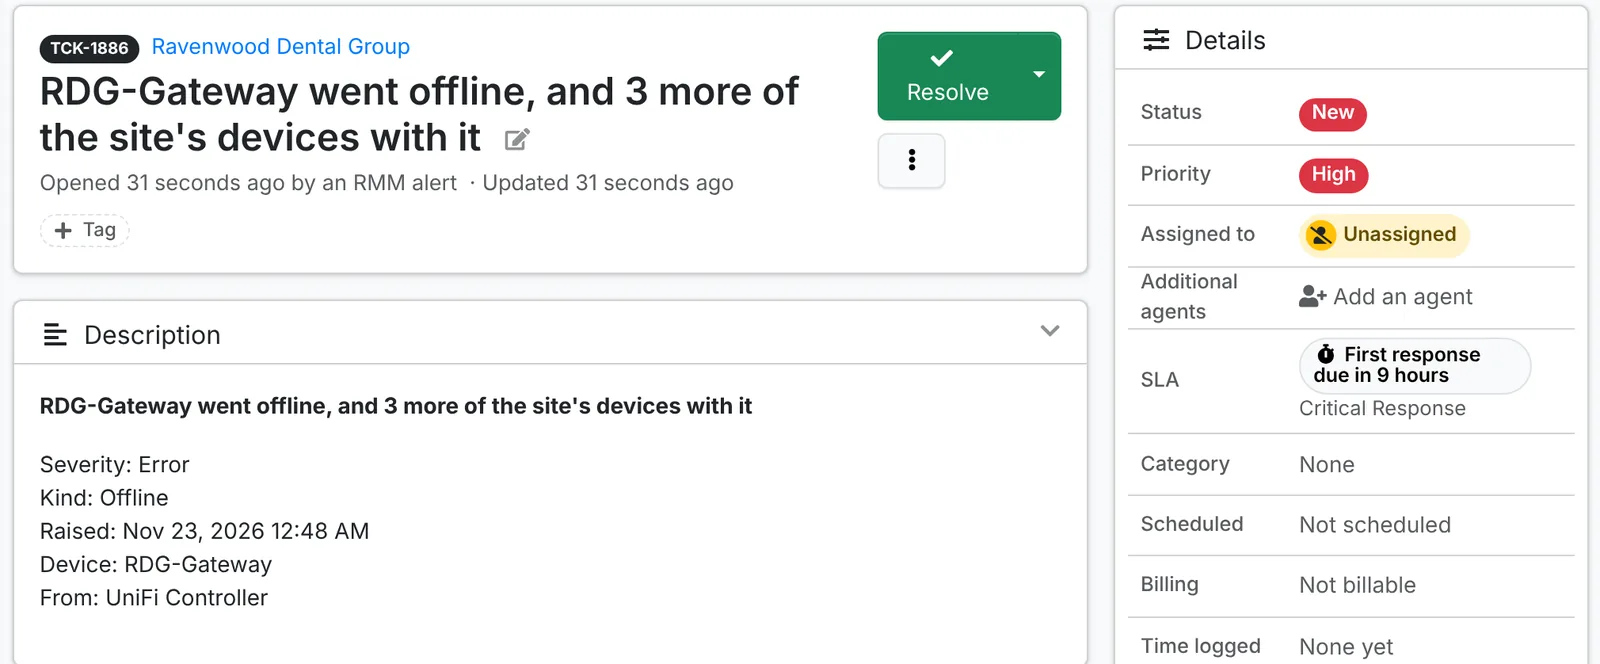 TCK-1886 Ravenwood Dental Group
RDG-Gateway went offline, and 3 more of
the site's devices with it
Opened 31 seconds ago by an RMM alert · Updated 31 seconds ago
+ Tag
Resolve
Description
RDG-Gateway went offline, and 3 more of the site's devices with it
Severity: Error
Kind: Offline
Raised: Nov 23, 2026 12:48 AM
Device: RDG-Gateway
From: UniFi Controller
Details
Status New
Priority High
Assigned to Unassigned
Additional
agents
Add an agent
SLA
First response
due in 9 hours
Critical Response
Category None
Scheduled Not scheduled
Billing Not billable
Time logged None yet